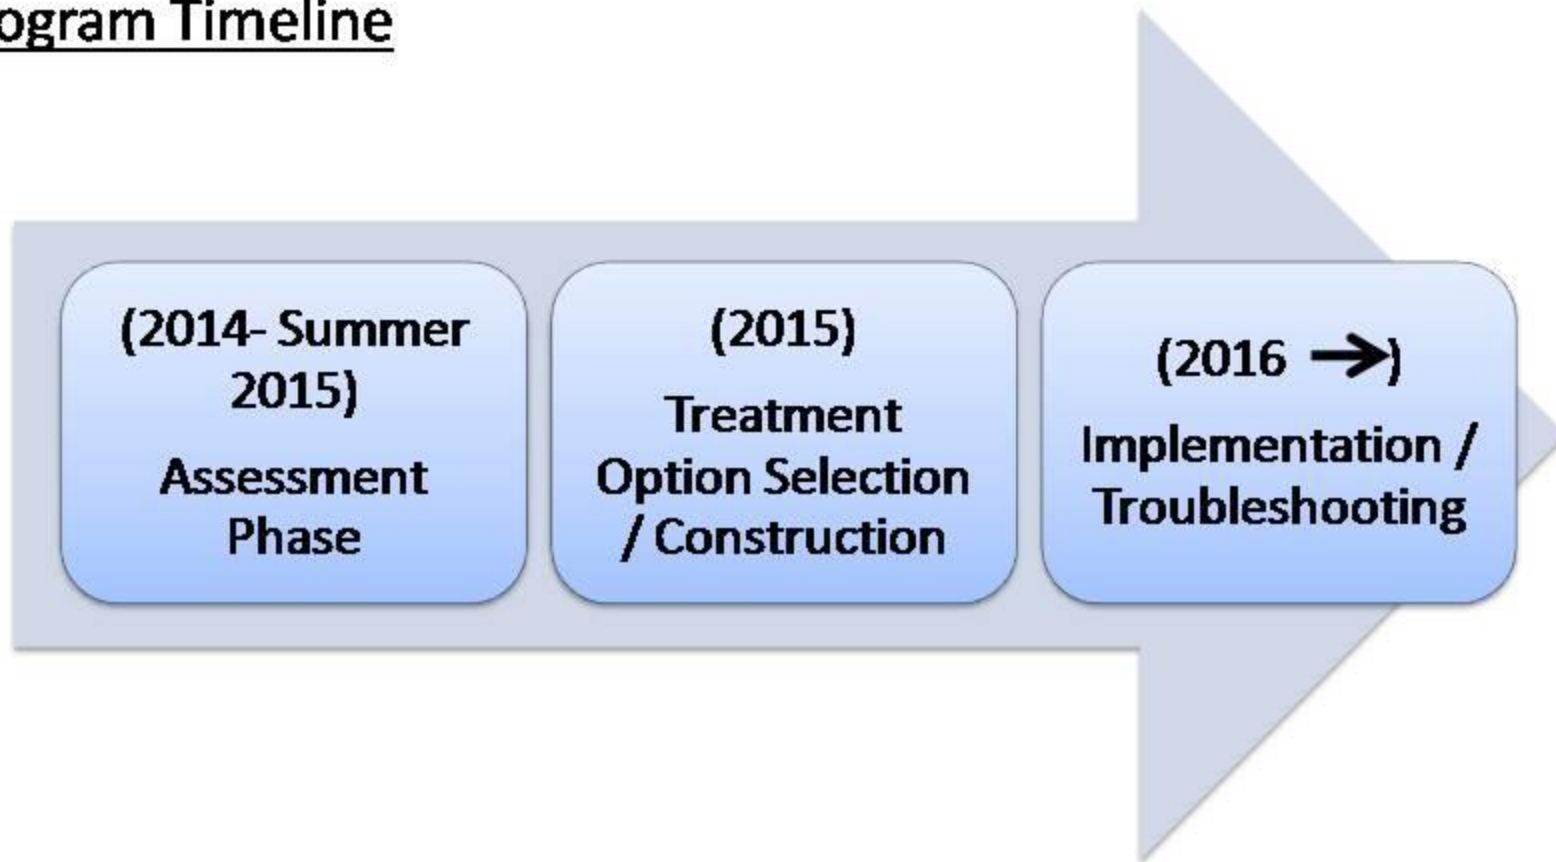 ogram Timeline
(2014- Summer
2015)
Assessment
Phase
(2015)
Treatment
Option Selection
/ Construction
(2016 →)
Implementation /
Troubleshooting